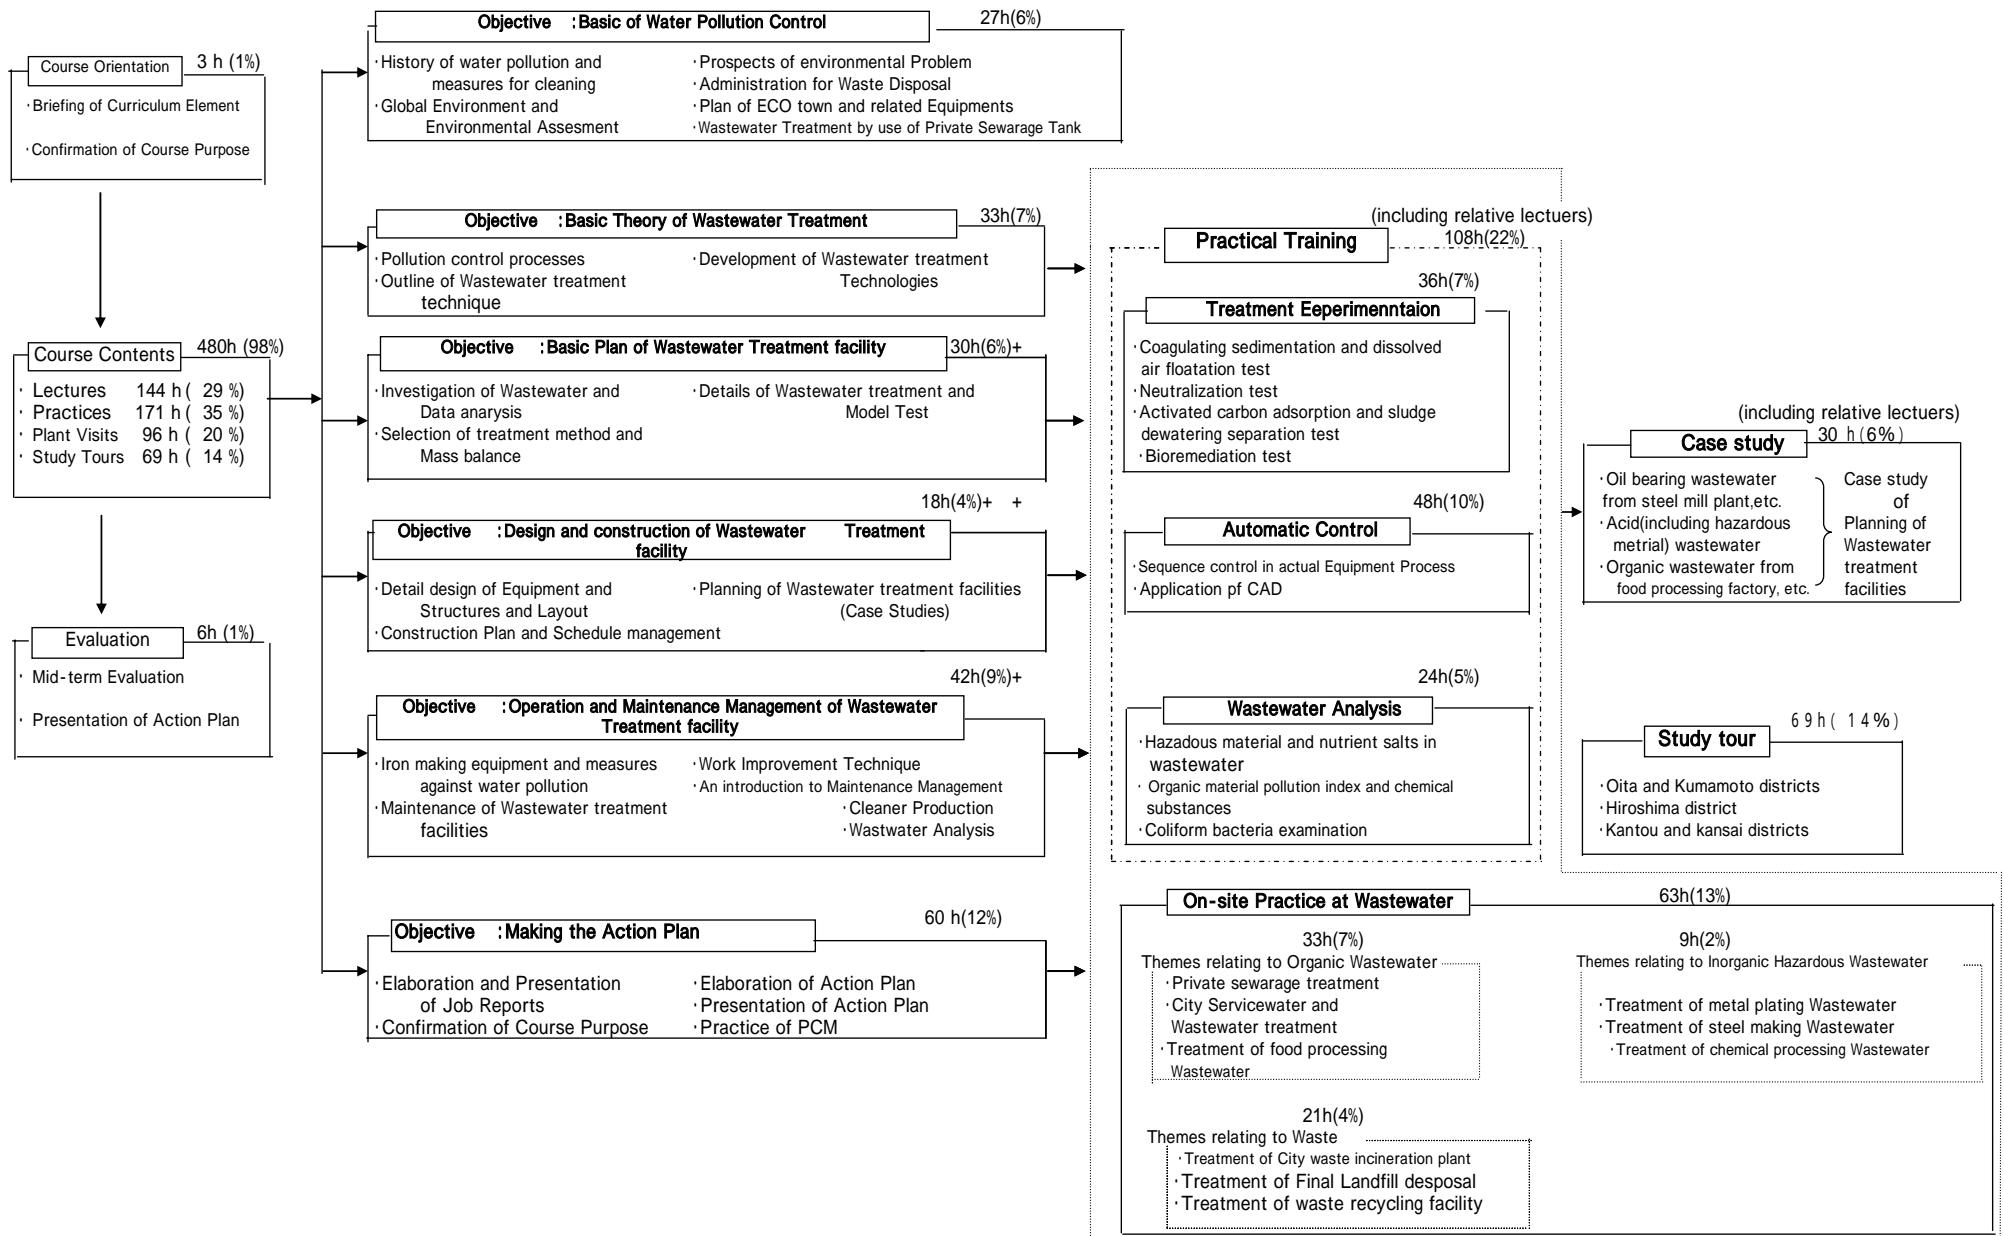 Course Orientation
3 h (1%)
·Briefing of Curriculum Element
·Confirmation of Course Purpose
Course Contents
480h (98%)
· Lectures 144 h ( 29 %)
· Practices 171 h ( 35 %)
· Plant Visits 96 h ( 20 %)
· Study Tours 69 h ( 14 %)
Evaluation
6h (1%)
· Mid-term Evaluation
· Presentation of Action Plan
Objective :Basic of Water Pollution Control
27h(6%)
·History of water pollution and
measures for cleaning
·Global Environment and
Environmental Assesment
·Prospects of environmental Problem
·Administration for Waste Disposal
·Plan of ECO town and related Equipments
·Wastewater Treatment by use of Private Sewarage Tank
Objective :Basic Theory of Wastewater Treatment
33h(7%)
·Pollution control processes
·Outline of Wastewater treatment
technique
·Development of Wastewater treatment
Technologies
Objective :Basic Plan of Wastewater Treatment facility
30h(6%)+
·Investigation of Wastewater and
Data anarysis
·Selection of treatment method and
Mass balance
·Details of Wastewater treatment and
Model Test
18h(4%)+ +
Objective :Design and construction of Wastewater Treatment
facility
·Detail design of Equipment and
Structures and Layout
·Construction Plan and Schedule management
·Planning of Wastewater treatment facilities
(Case Studies)
42h(9%)+
Objective :Operation and Maintenance Management of Wastewater
Treatment facility
·Iron making equipment and measures
against water pollution
·Maintenance of Wastewater treatment
facilities
·Work Improvement Technique
·An introduction to Maintenance Management
·Cleaner Production
·Wastwater Analysis
60 h(12%)
Objective :Making the Action Plan
·Elaboration and Presentation
of Job Reports
·Confirmation of Course Purpose
·Elaboration of Action Plan
·Presentation of Action Plan
·Practice of PCM
(including relative lectuers)
Practical Training
108h(22%)
36h(7%)
Treatment Eeperimenntaion
·Coagulating sedimentation and dissolved
air floatation test
·Neutralization test
·Activated carbon adsorption and sludge
dewatering separation test
·Bioremediation test
48h(10%)
Automatic Control
·Sequence control in actual Equipment Process
·Application pf CAD
24h(5%)
Wastewater Analysis
·Hazadous material and nutrient salts in
wastewater
· Organic material pollution index and chemical
substances
·Coliform bacteria examination
(including relative lectuers)
Case study
30 h(6%)
·Oil bearing wastewater
from steel mill plant,etc.
·Acid(including hazardous
metrial) wastewater
·Organic wastewater from
food processing factory, etc.
Case study
of
Planning of
Wastewater
treatment
facilities
69h( 14%)
Study tour
·Oita and Kumamoto districts
·Hiroshima district
·Kantou and kansai districts
On-site Practice at Wastewater
63h(13%)
33h(7%)
Themes relating to Organic Wastewater
·Private sewarage treatment
·City Servicewater and
Wastewater treatment
·Treatment of food processing
Wastewater
9h(2%)
Themes relating to Inorganic Hazardous Wastewater
·Treatment of metal plating Wastewater
·Treatment of steel making Wastewater
·Treatment of chemical processing Wastewater
21h(4%)
Themes relating to Waste
·Treatment of City waste incineration plant
·Treatment of Final Landfill desposal
·Treatment of waste recycling facility